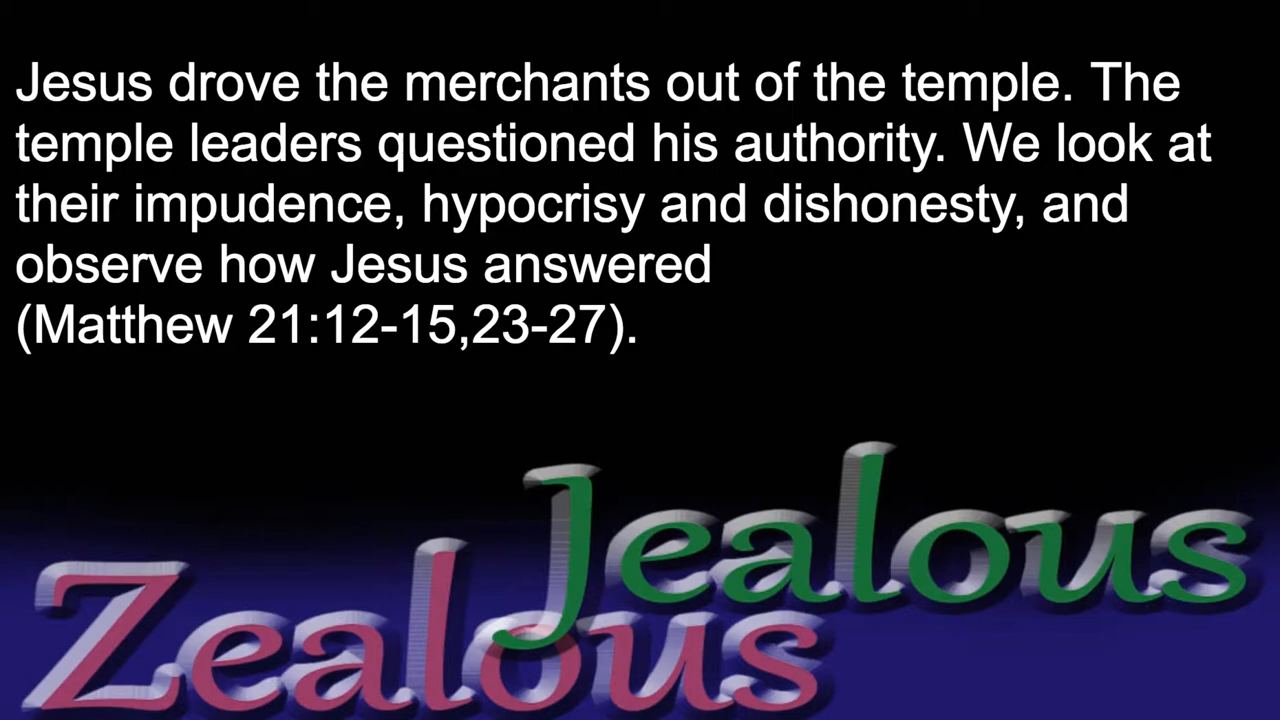 Jesus drove the merchants out of the temple. The
temple leaders questioned his authority. We look at
their impudence, hypocrisy and dishonesty, and
observe how Jesus answered
(Matthew 21:12-15,23-27).
Jealous
Zealous